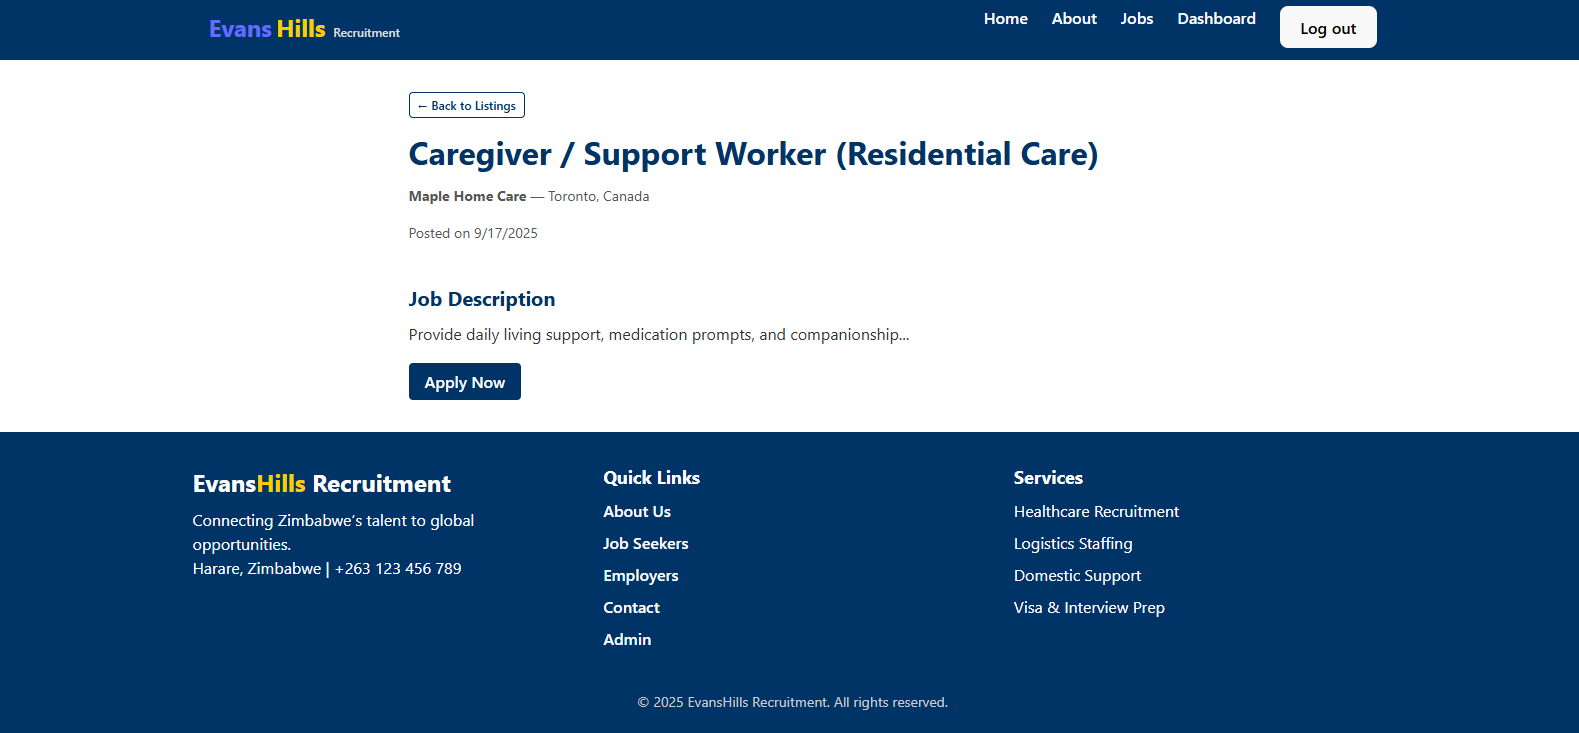 Evans Hills Recruitment
Home About Jobs Dashboard Log out
← Back to Listings
Caregiver / Support Worker (Residential Care)
Maple Home Care — Toronto, Canada
Posted on 9/17/2025
Job Description
Provide daily living support, medication prompts, and companionship...
Apply Now
EvansHills Recruitment
Connecting Zimbabwe's talent to global
opportunities.
Harare, Zimbabwe | +263 123 456 789
Quick Links
About Us
Job Seekers
Employers
Contact
Admin
Services
Healthcare Recruitment
Logistics Staffing
Domestic Support
Visa & Interview Prep
© 2025 EvansHills Recruitment. All rights reserved.